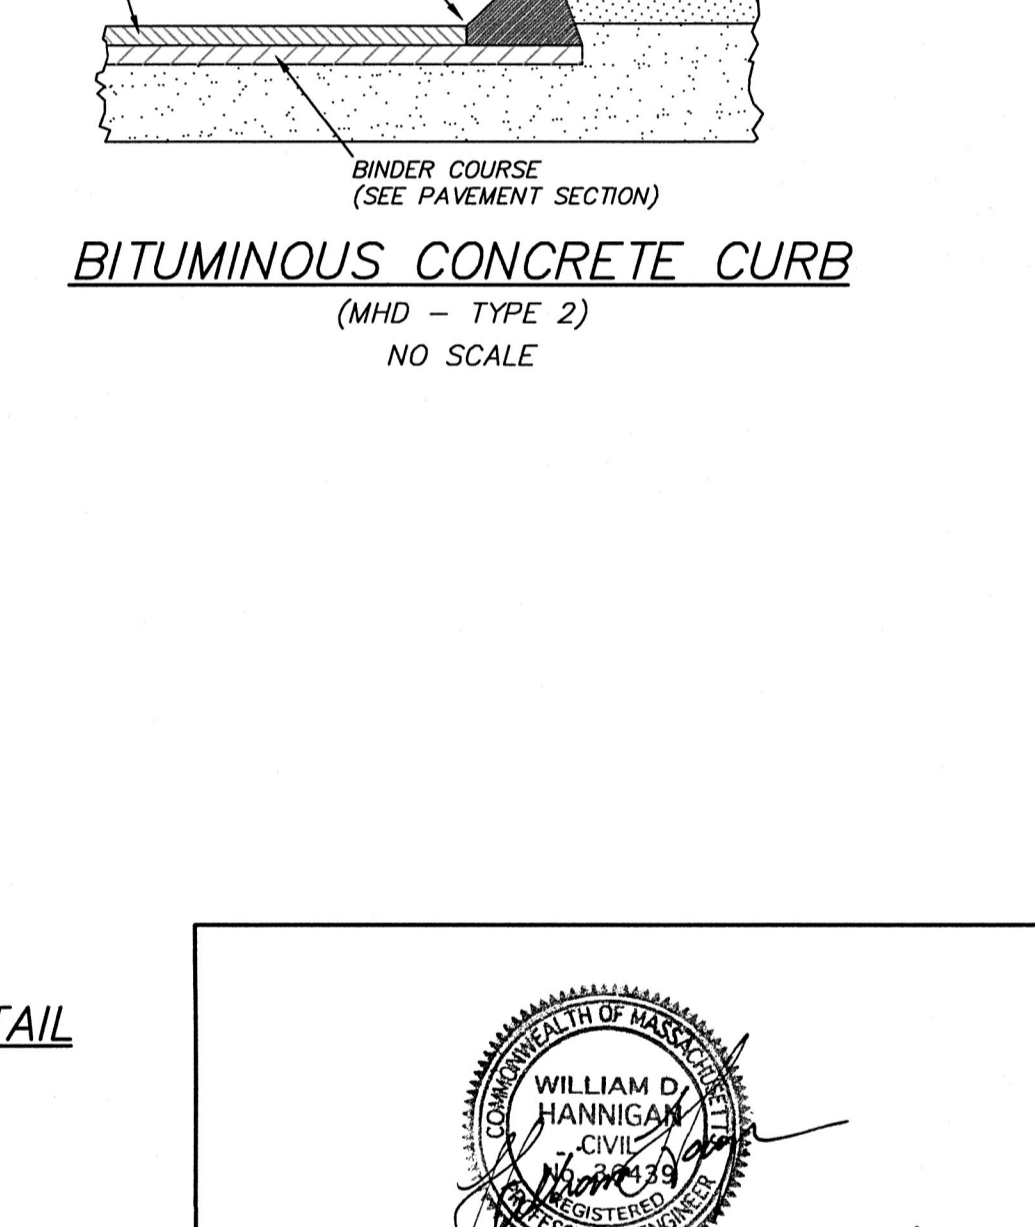 BINDER COURSE
(SEE PAVEMENT SECTION)
BITUMINOUS CONCRETE CURB
(MHD – TYPE 2)
NO SCALE
TAIL
COMMONWEALTH OF MASSACHUSETTS
WILLIAM D.
HANNIGAN
CIVIL
REGISTERED